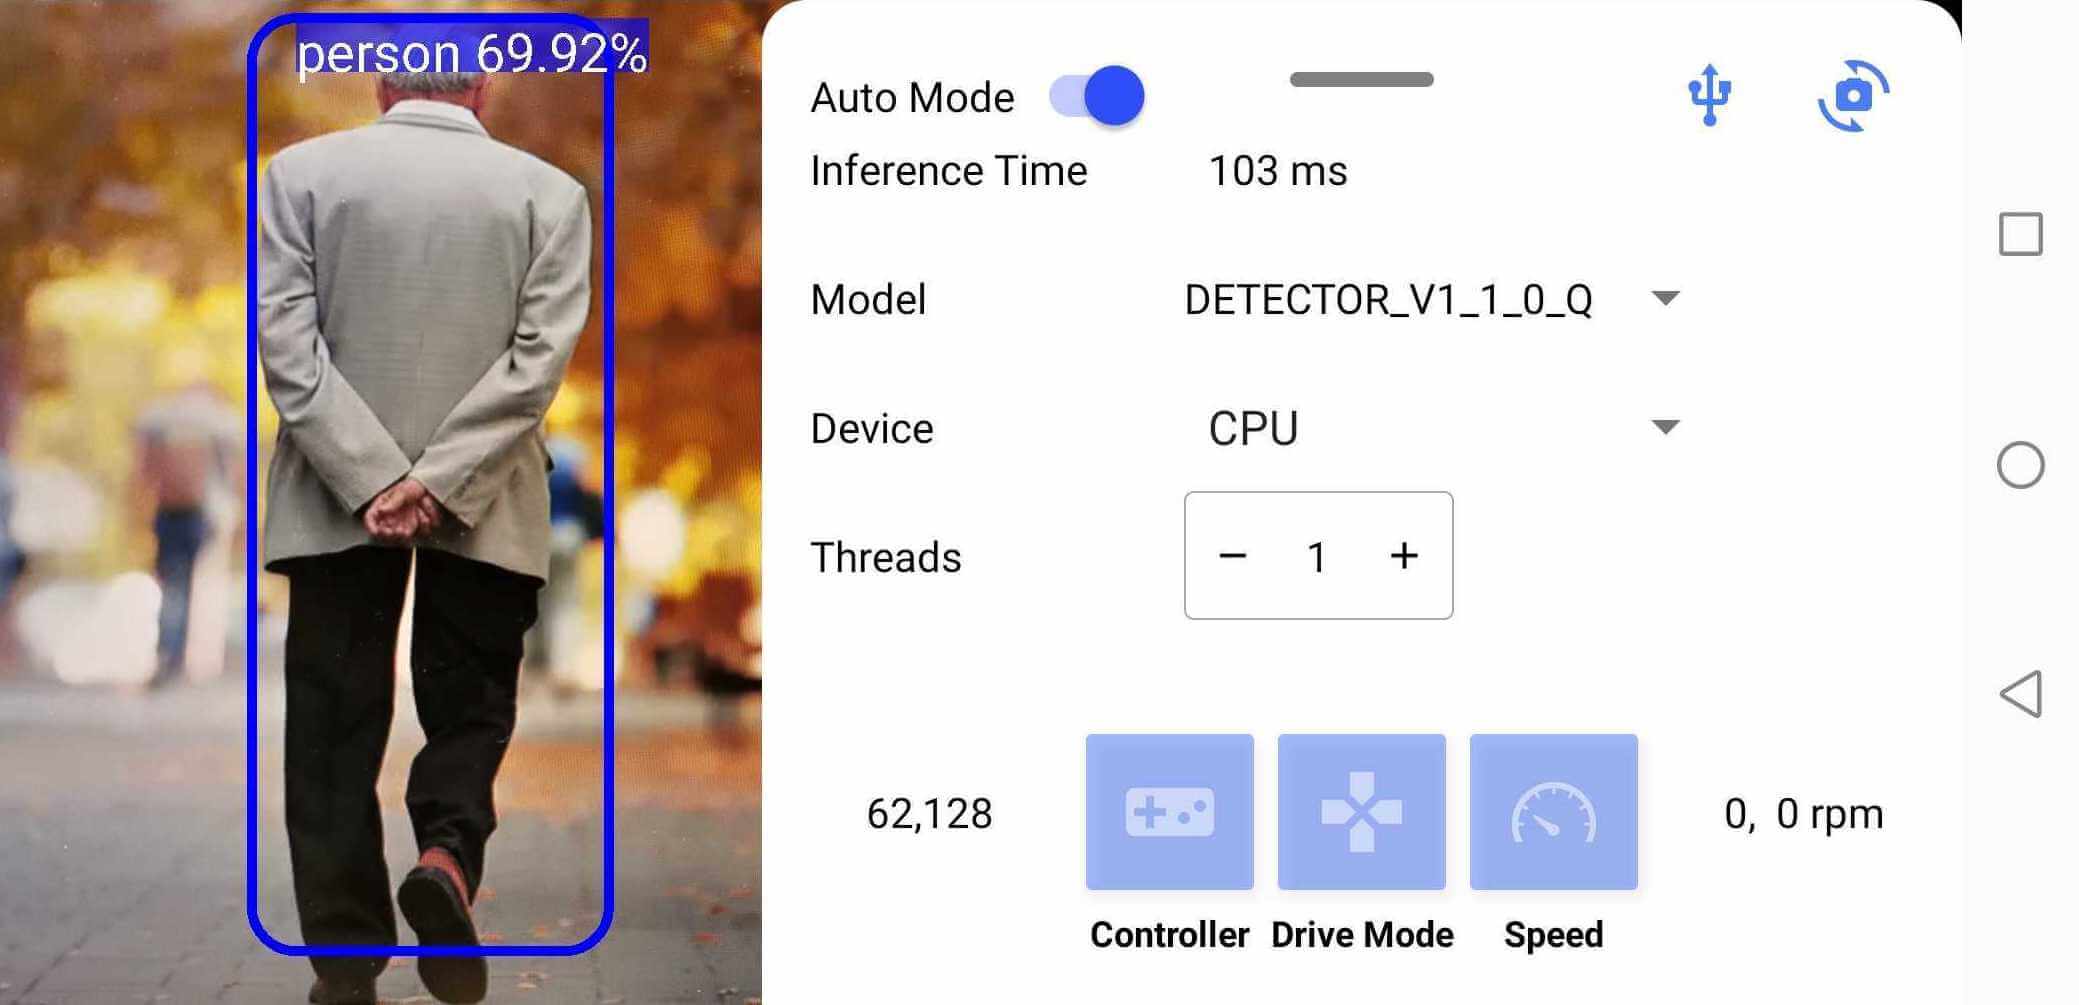 person 69.92%
Auto Mode
Inference Time 103 ms
Model DETECTOR_V1_1_0_Q
Device CPU
Threads − 1 +
62,128
0, 0 rpm
Controller Drive Mode Speed